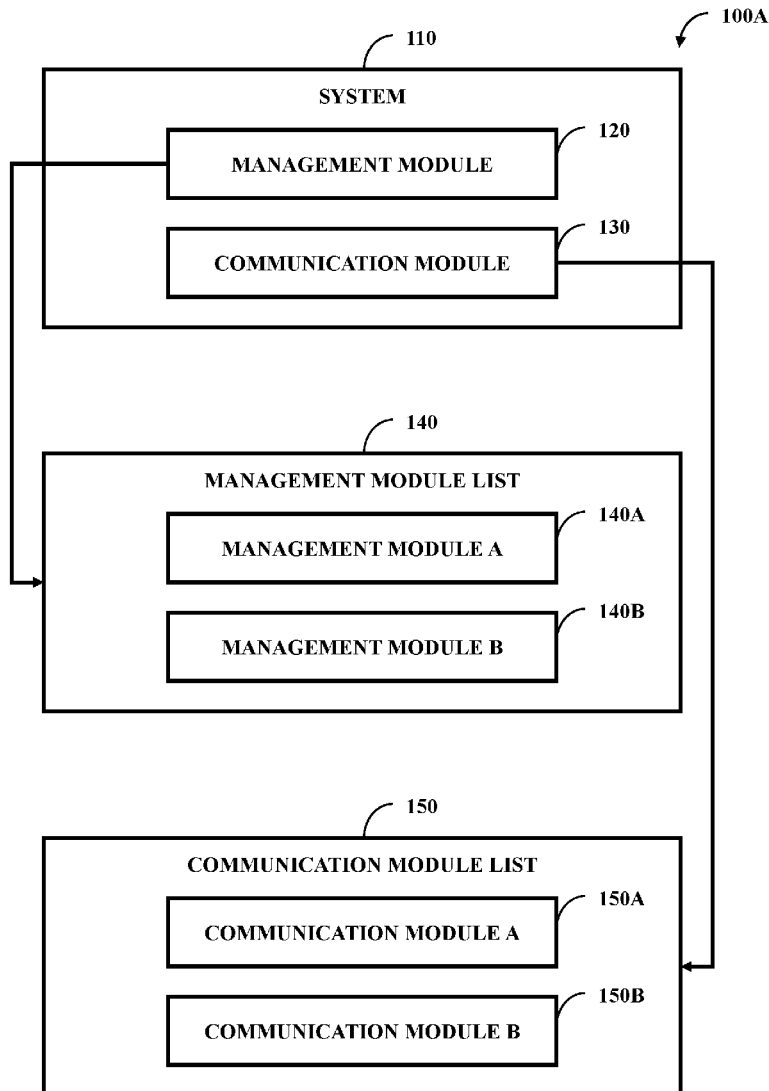 100A
110
SYSTEM
120
MANAGEMENT MODULE
130
COMMUNICATION MODULE
140
MANAGEMENT MODULE LIST
140A
MANAGEMENT MODULE A
140B
MANAGEMENT MODULE B
150
COMMUNICATION MODULE LIST
150A
COMMUNICATION MODULE A
150B
COMMUNICATION MODULE B